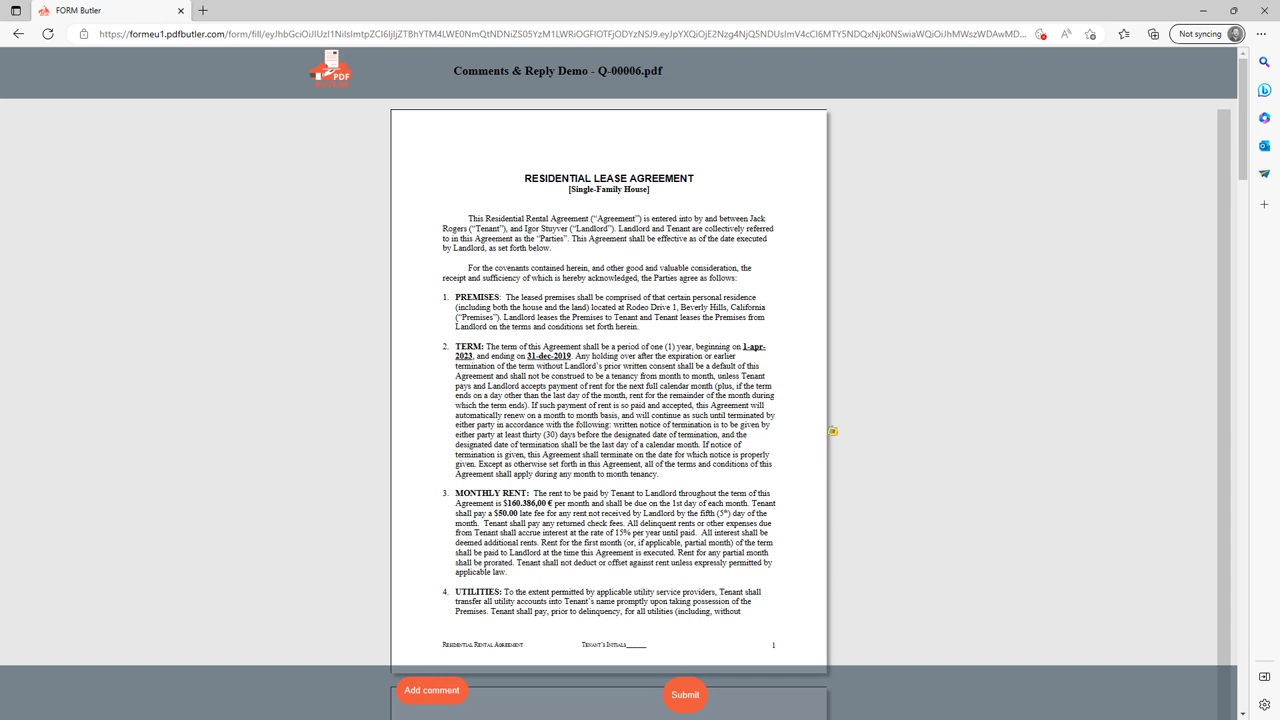 FORM Butler
https://formeu1.pdfbutler.com/form/fill/
Not syncing
PDF
Comments & Reply Demo - Q-00006.pdf
RESIDENTIAL LEASE AGREEMENT
[Single-Family House]
This Residential Rental Agreement (“Agreement”) is entered into by and between Jack
Rogers (“Tenant”), and Igor Stuyver (“Landlord”). Landlord and Tenant are collectively referred
to in this Agreement as the “Parties”. This Agreement shall be effective as of the date executed
by Landlord, as set forth below.
For the covenants contained herein, and other good and valuable consideration, the
receipt and sufficiency of which is hereby acknowledged, the Parties agree as follows:
1. PREMISES: The leased premises shall be comprised of that certain personal residence
(including both the house and the land) located at Rodeo Drive 1, Beverly Hills, California
(“Premises”). Landlord leases the Premises to Tenant and Tenant leases the Premises from
Landlord on the terms and conditions set forth herein.
2. TERM: The term of this Agreement shall be a period of one (1) year, beginning on 1-apr-
2023, and ending on 31-dec-2019. Any holding over after the expiration or earlier
termination of the term without Landlord’s prior written consent shall be a default of this
Agreement and shall not be construed to be a tenancy from month to month, unless Tenant
pays and Landlord accepts payment of rent for the next full calendar month (plus, if the term
ends on a day other than the last day of the month, rent for the remainder of the month during
which the term ends). If such payment of rent is so paid and accepted, this Agreement will
automatically renew on a month to month basis, and will continue as such until terminated by
either party in accordance with the following: written notice of termination is to be given by
either party at least thirty (30) days before the designated date of termination, and the
designated date of termination shall be the last day of a calendar month. If notice of
termination is given, this Agreement shall terminate on the date for which notice is properly
given. Except as otherwise set forth in this Agreement, all of the terms and conditions of this
Agreement shall apply during any month to month tenancy.
3. MONTHLY RENT: The rent to be paid by Tenant to Landlord throughout the term of this
Agreement is $160.386,00 € per month and shall be due on the 1st day of each month. Tenant
shall pay a $50.00 late fee for any rent not received by Landlord by the fifth (5th) day of the
month. Tenant shall pay any returned check fees. All delinquent rents or other expenses due
from Tenant shall accrue interest at the rate of 15% per year until paid. All interest shall be
deemed additional rents. Rent for the first month (or, if applicable, partial month) of the term
shall be paid to Landlord at the time this Agreement is executed. Rent for any partial month
shall be prorated. Tenant shall not deduct or offset against rent unless expressly permitted by
applicable law.
4. UTILITIES: To the extent permitted by applicable utility service providers, Tenant shall
transfer all utility accounts into Tenant’s name promptly upon taking possession of the
Premises. Tenant shall pay, prior to delinquency, for all utilities (including, without
RESIDENTIAL RENTAL AGREEMENT TENANT’S INITIALS______ 1
Add comment
Submit